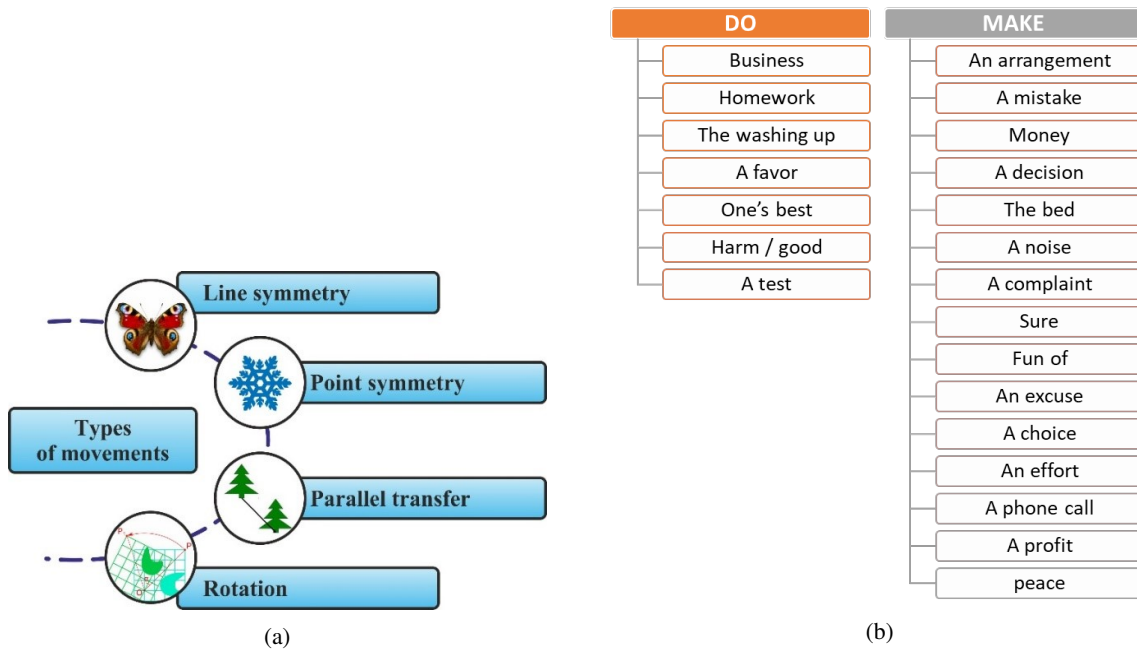 Line symmetry
Point symmetry
Types
of movements
Parallel transfer
Rotation
(a)
DO
Business
Homework
The washing up
A favor
One’s best
Harm / good
A test
MAKE
An arrangement
A mistake
Money
A decision
The bed
A noise
A complaint
Sure
Fun of
An excuse
A choice
An effort
A phone call
A profit
peace
(b)